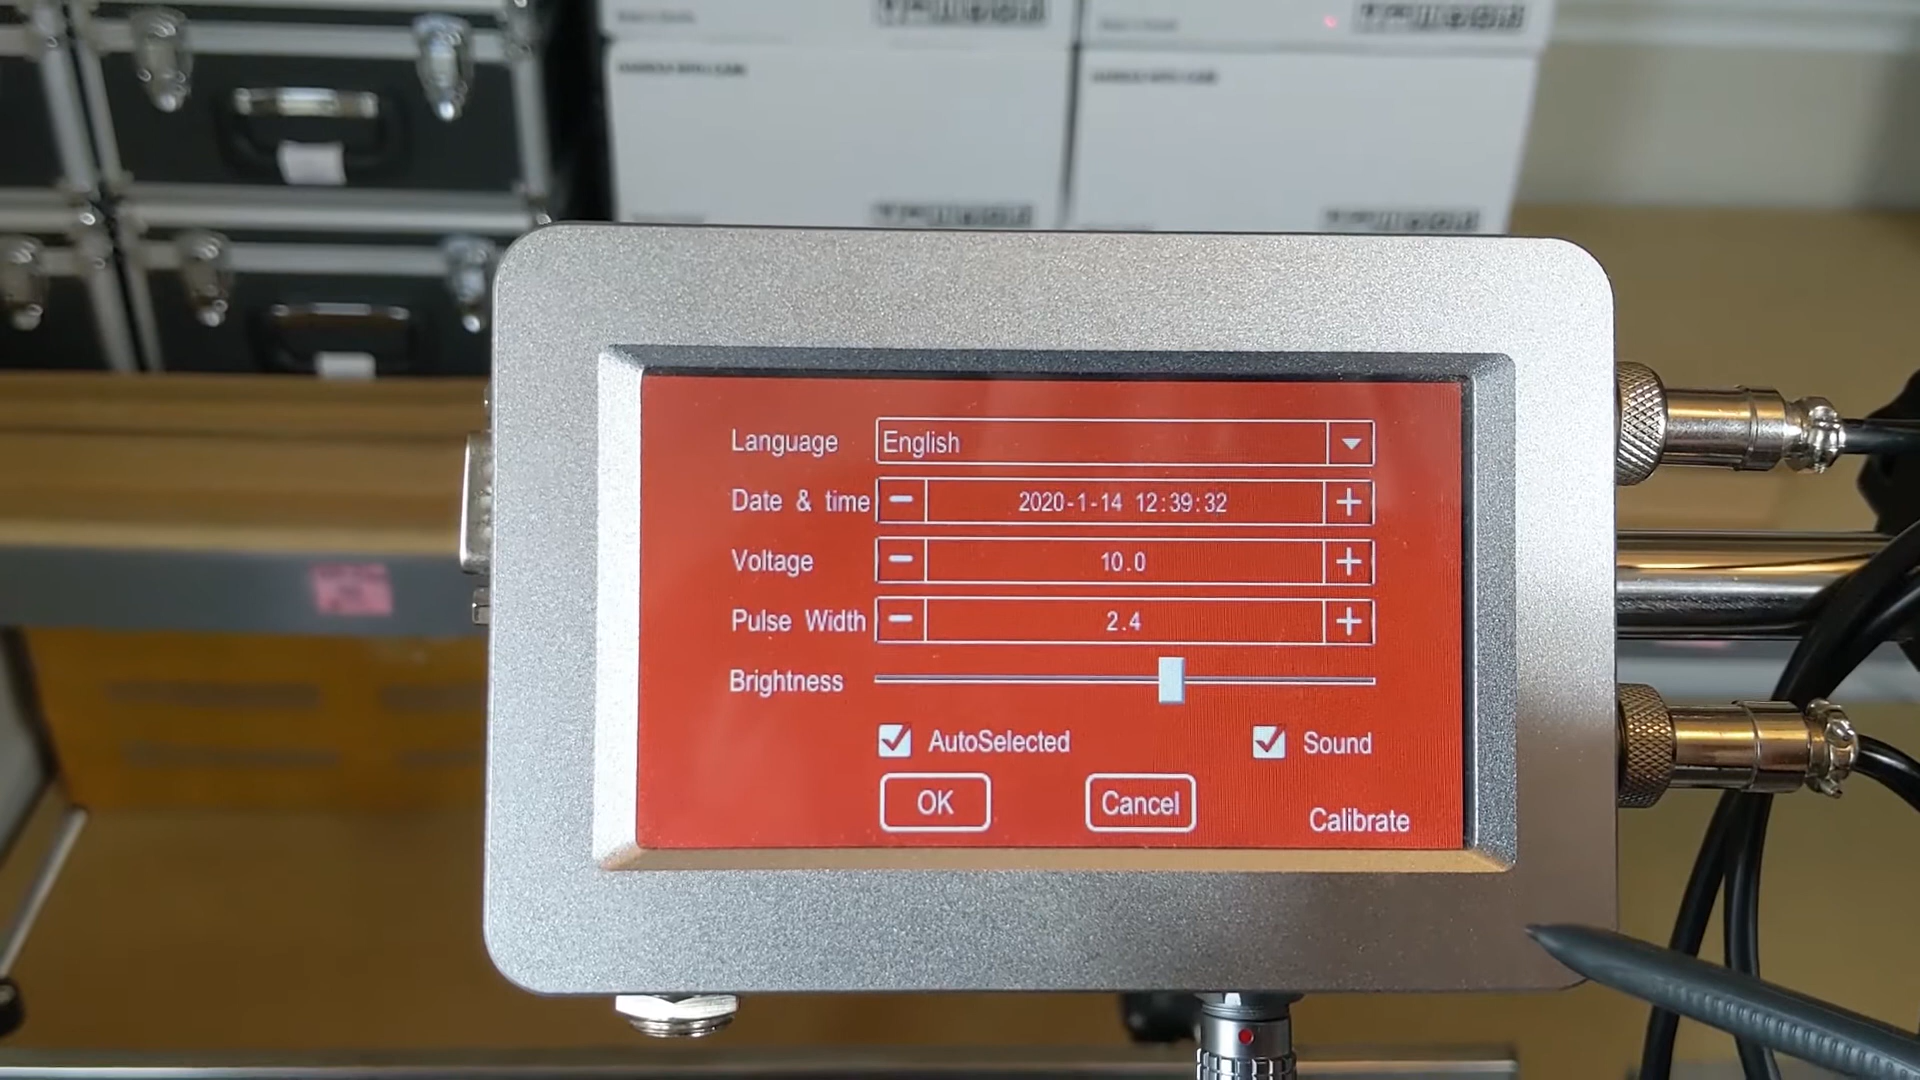 Language English
Date & time − 2020-1-14 12:39:32 +
Voltage − 10.0 +
Pulse Width − 2.4 +
Brightness
AutoSelected Sound
OK Cancel Calibrate